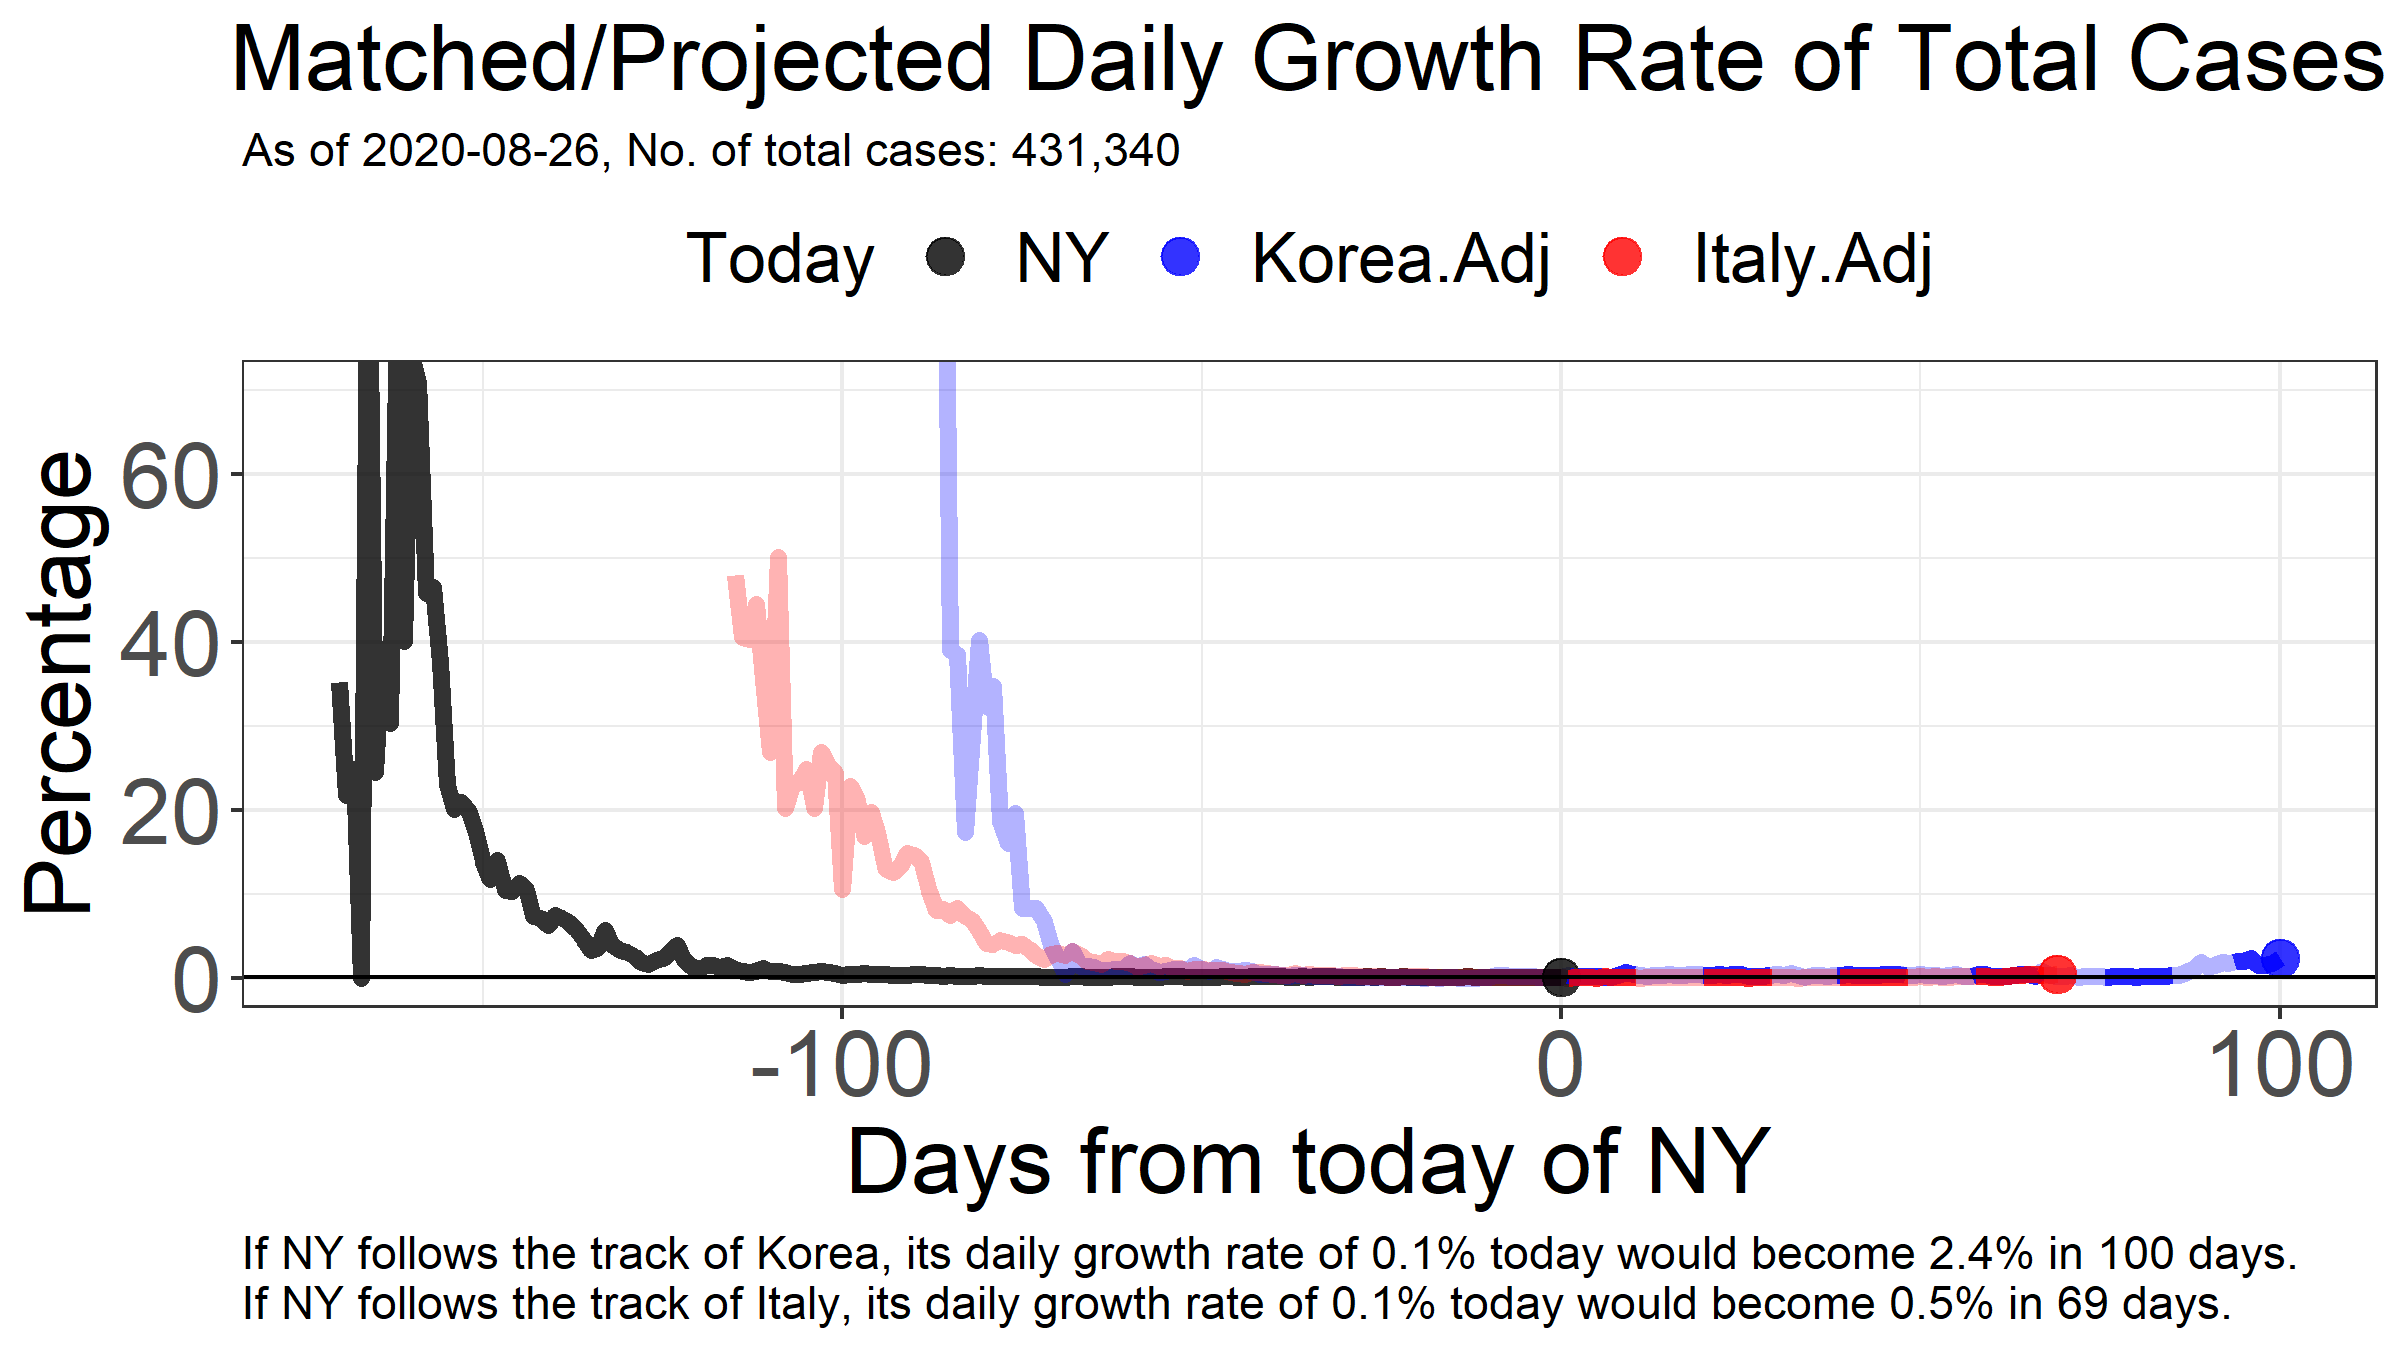 Matched/Projected Daily Growth Rate of Total Cases
As of 2020-08-26, No. of total cases: 431,340
Today NY Korea.Adj Italy.Adj
Percentage
60
40
20
0
-100 0 100
Days from today of NY
If NY follows the track of Korea, its daily growth rate of 0.1% today would become 2.4% in 100 days.
If NY follows the track of Italy, its daily growth rate of 0.1% today would become 0.5% in 69 days.